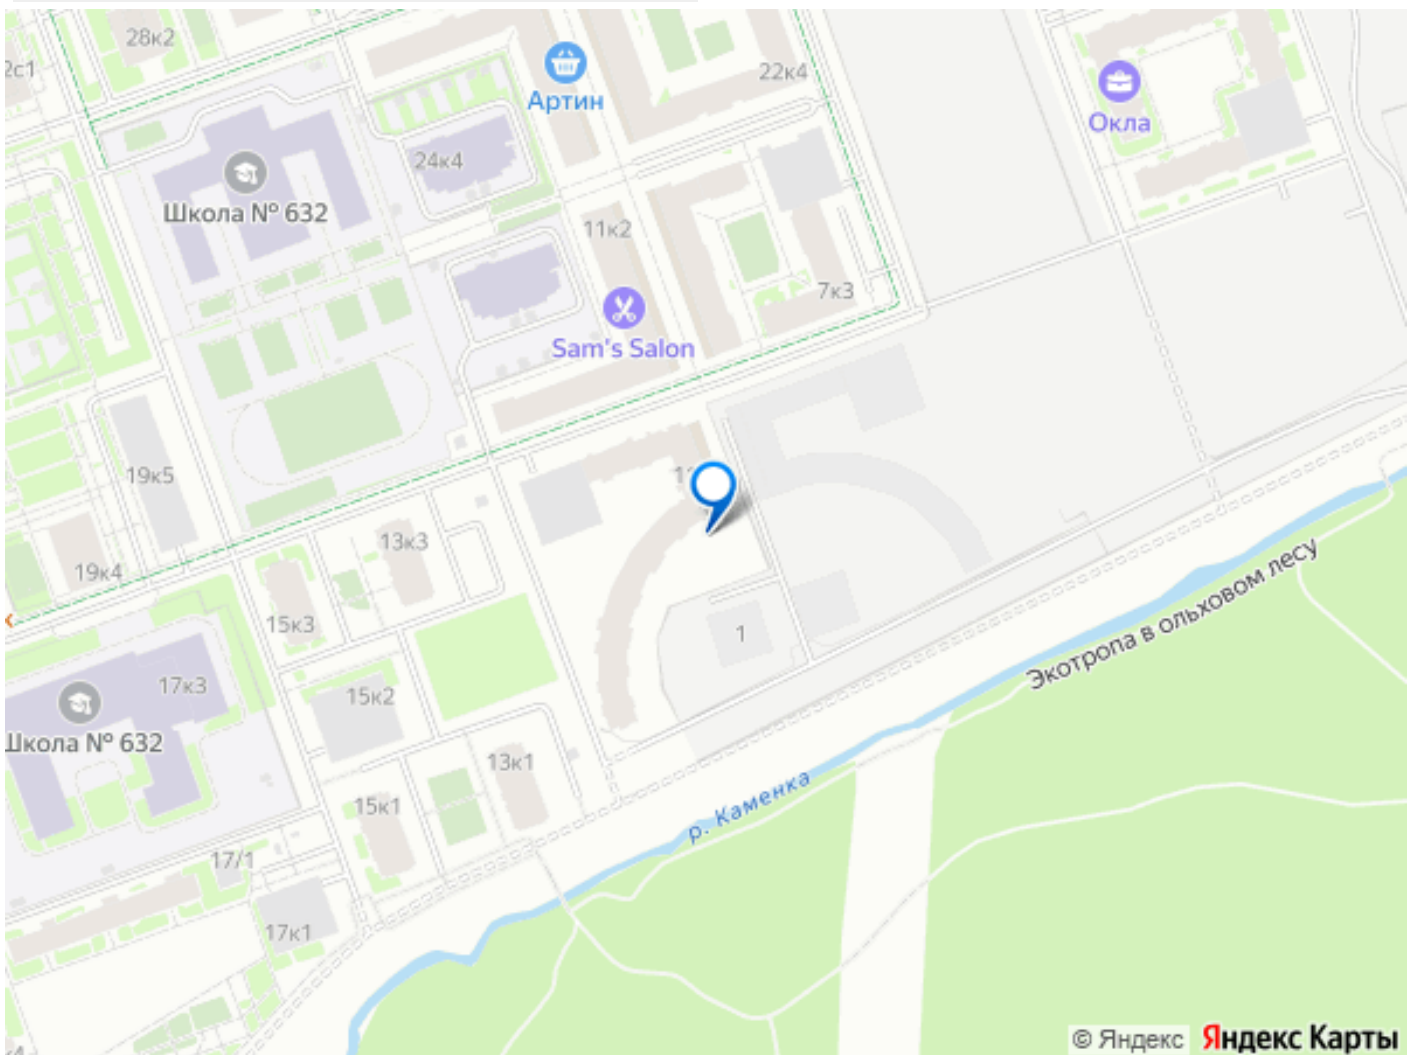 28к2
2с1
Артин
22к4
Окла
24к4
Школа № 632
11к2
7к3
Sam's Salon
19к5
13к3
19к4
15к3
1
Экотропа в ольховом лесу
17к3
15к2
Школа № 632
13к1
р. Каменка
15к1
17/1
17к1
© Яндекс Яндекс Карты